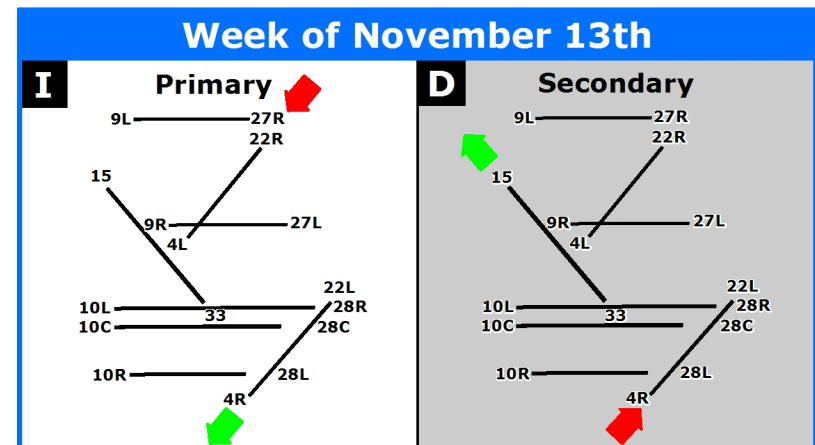 Week of November 13th
I Primary
9L 27R
22R
15
9R 27L
4L
22L
10L 28R
33
10C 28C
10R 28L
4R
D Secondary
9L 27R
22R
15
9R 27L
4L
22L
10L 28R
33
10C 28C
10R 28L
4R